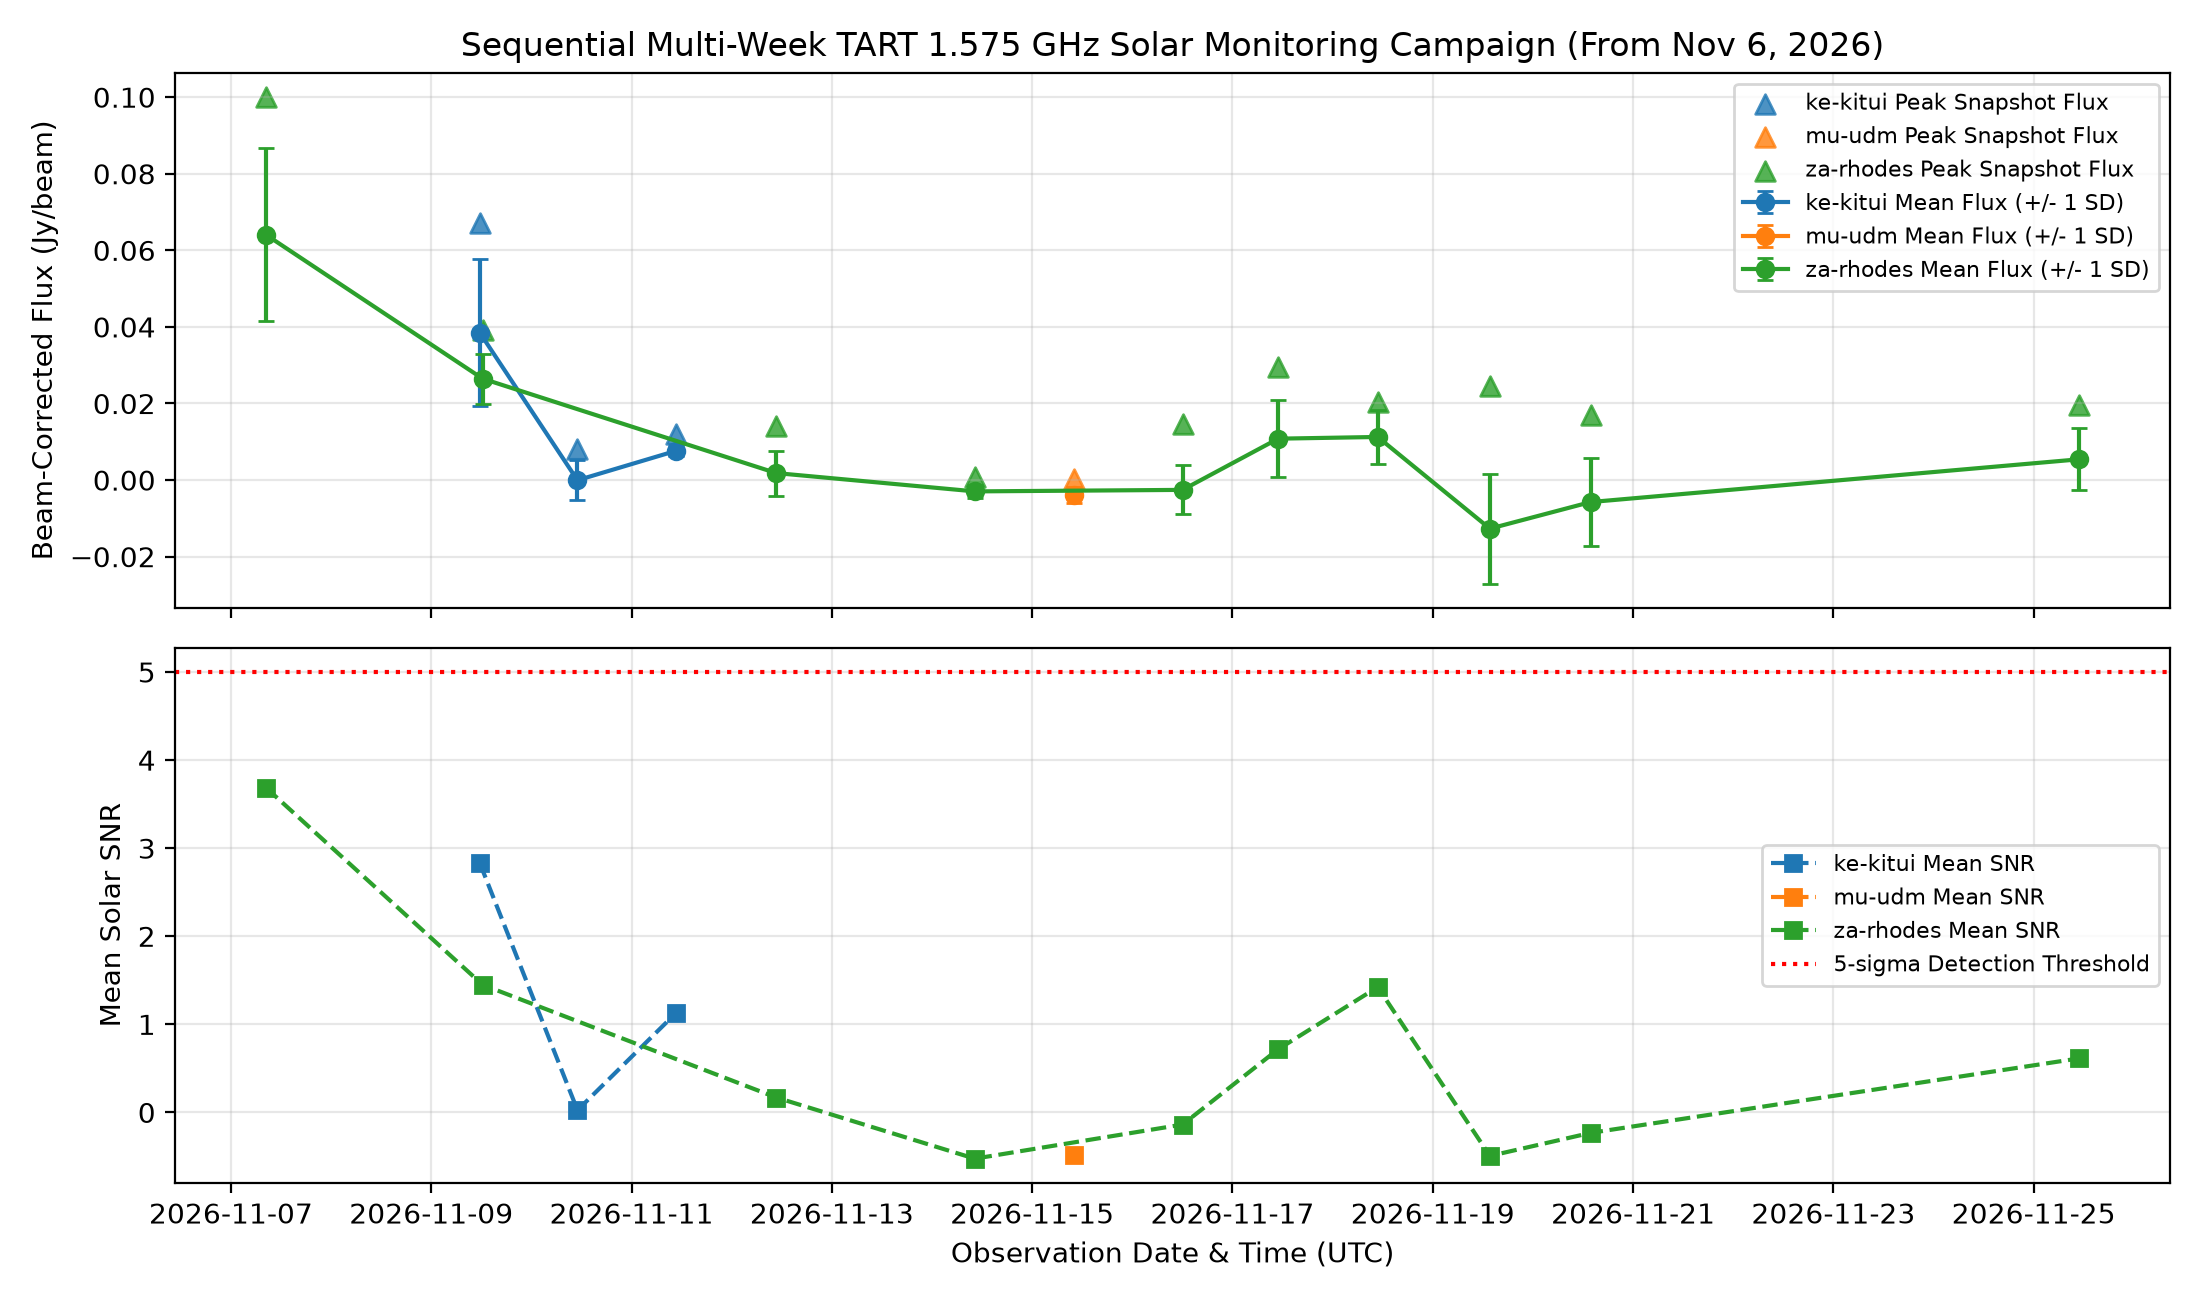 Sequential Multi-Week TART 1.575 GHz Solar Monitoring Campaign (From Nov 6, 2026)
Beam-Corrected Flux (Jy/beam)
0.10
0.08
0.06
0.04
0.02
0.00
−0.02
ke-kitui Peak Snapshot Flux
mu-udm Peak Snapshot Flux
za-rhodes Peak Snapshot Flux
ke-kitui Mean Flux (+/- 1 SD)
mu-udm Mean Flux (+/- 1 SD)
za-rhodes Mean Flux (+/- 1 SD)
Mean Solar SNR
5
4
3
2
1
0
ke-kitui Mean SNR
mu-udm Mean SNR
za-rhodes Mean SNR
5-sigma Detection Threshold
2026-11-07 2026-11-09 2026-11-11 2026-11-13 2026-11-15 2026-11-17 2026-11-19 2026-11-21 2026-11-23 2026-11-25
Observation Date & Time (UTC)